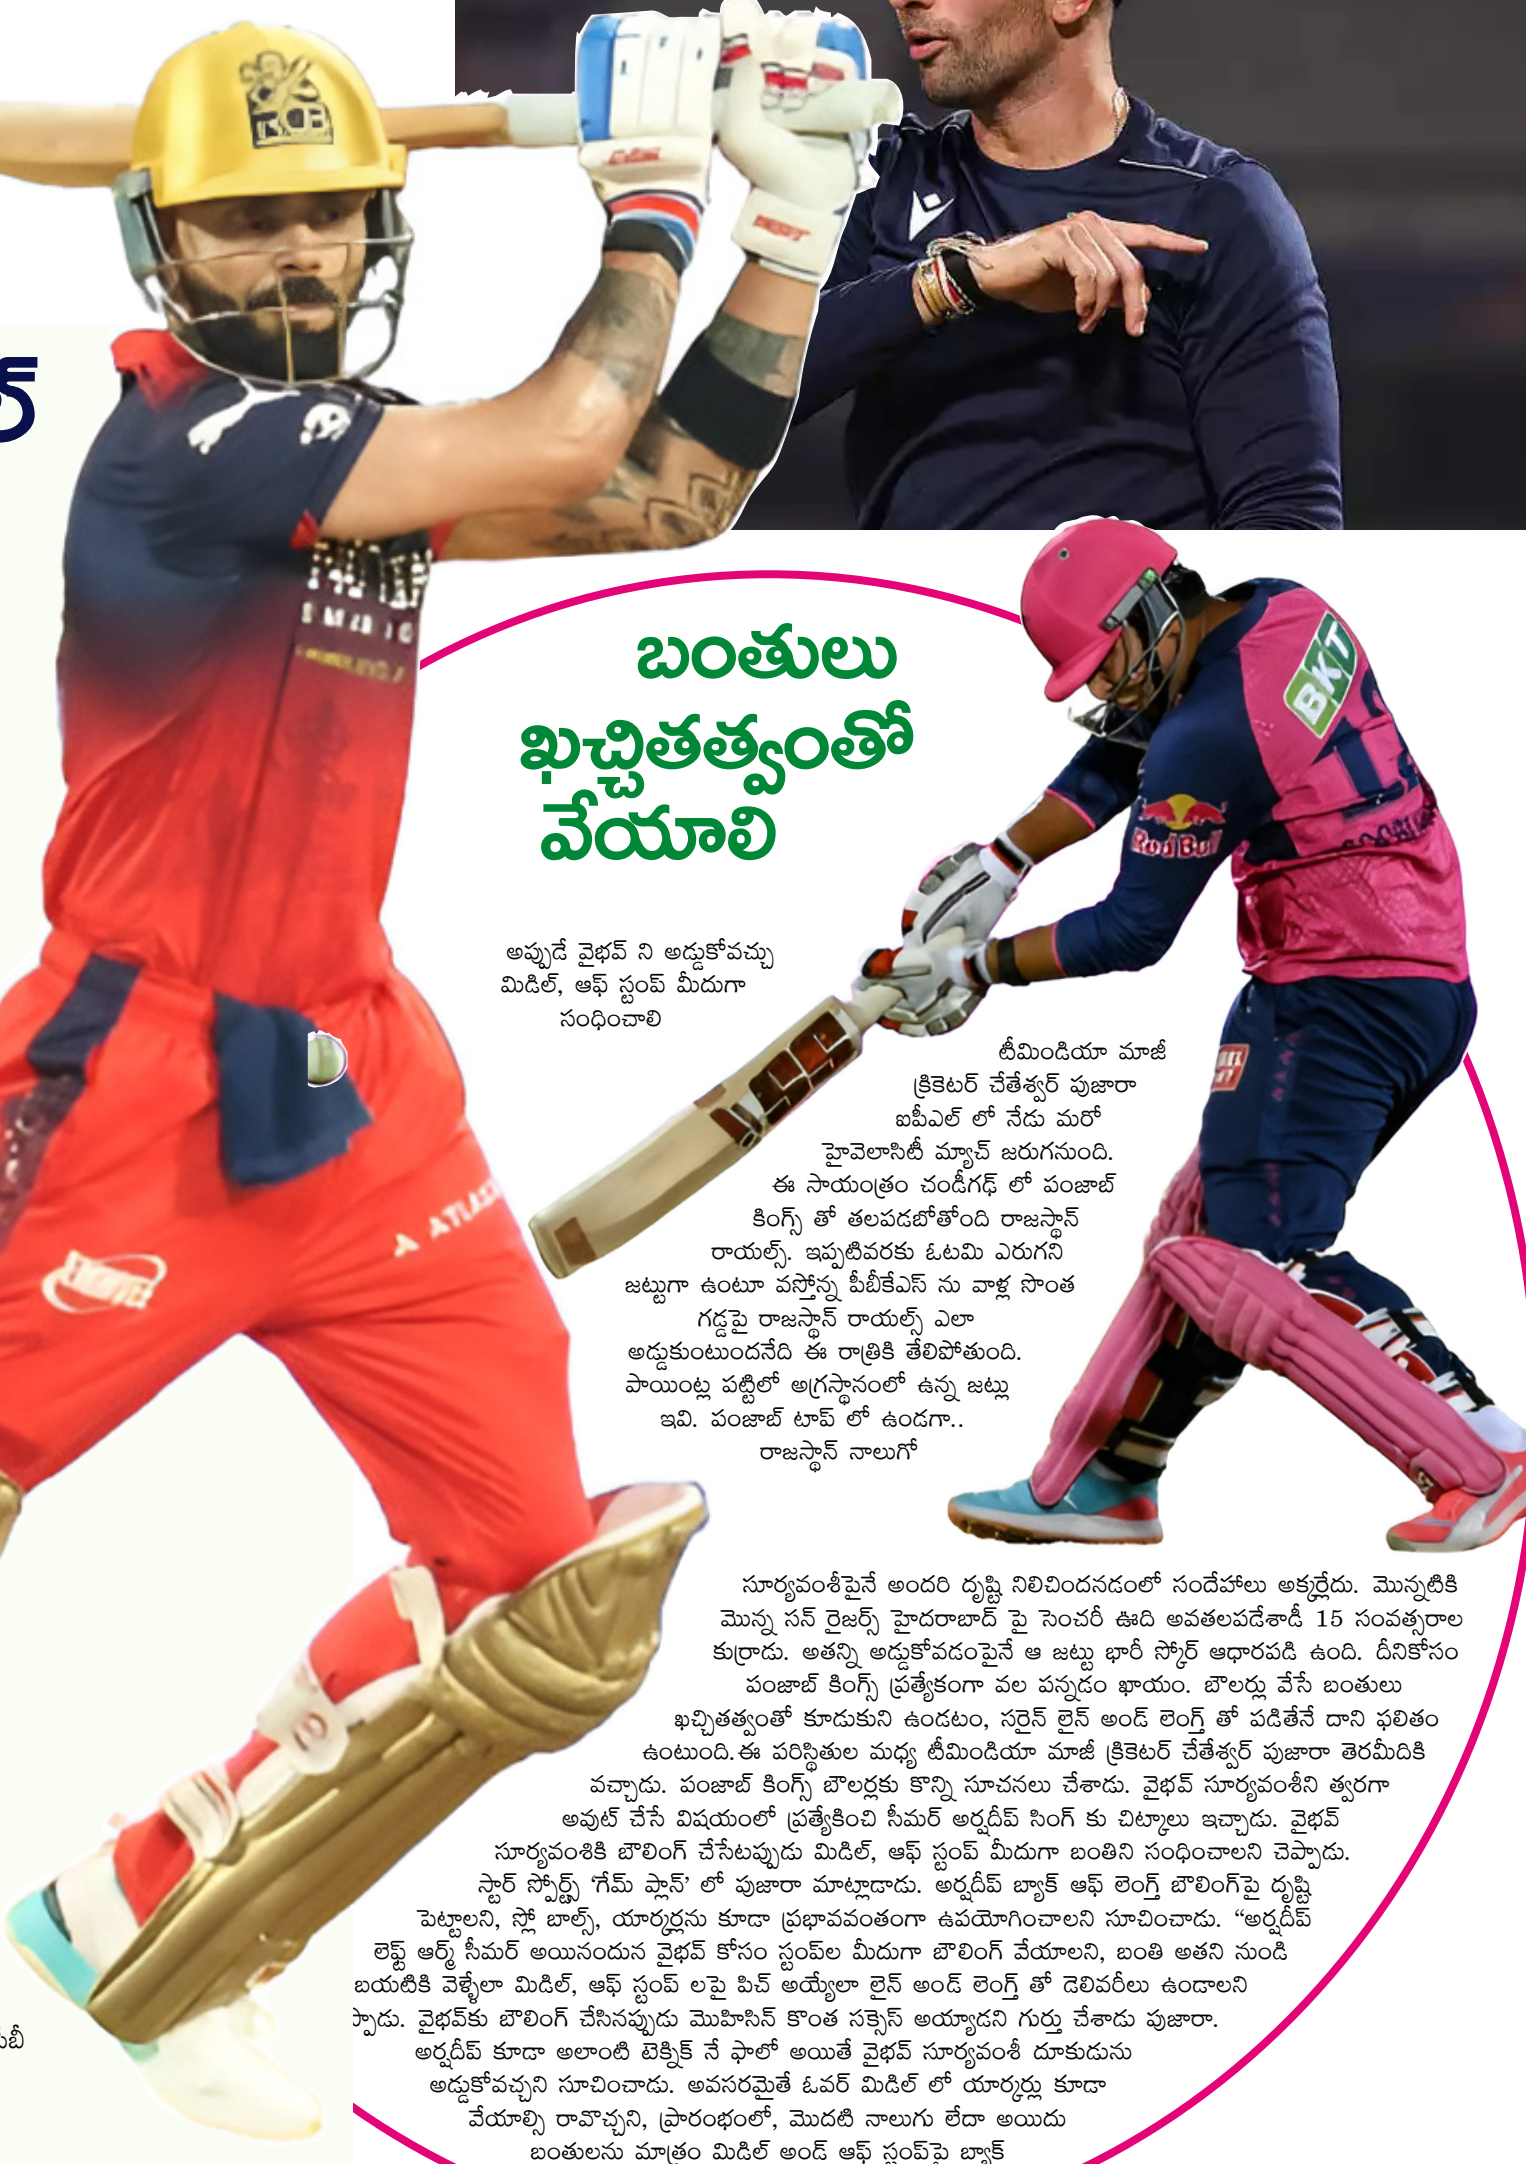 RCB
బంతులు
ఖచ్చితత్వంతో
వేయాలి
BKT
Red Bull
అప్పుడే వైభవ్ ని అడ్డుకోవచ్చు
మిడిల్, ఆఫ్ స్టంప్ మీదుగా
సంధించాలి
టీమిండియా మాజీ
క్రికెటర్ చేతేశ్వర్ పుజారా
ఐపీఎల్ లో నేడు మరో
హైవెలాసిటీ మ్యాచ్ జరుగనుంది.
ఈ సాయంత్రం చండీగఢ్ లో పంజాబ్
కింగ్స్ తో తలపడబోతోంది రాజస్థాన్
రాయల్స్. ఇప్పటివరకు ఓటమి ఎరుగని
జట్టుగా ఉంటూ వస్తోన్న పీబీకేఎస్ ను వాళ్ల సొంత
గడ్డపై రాజస్థాన్ రాయల్స్ ఎలా
అడ్డుకుంటుందనేది ఈ రాత్రికి తేలిపోతుంది.
పాయింట్ల పట్టిలో అగ్రస్థానంలో ఉన్న జట్లు
ఇవి. పంజాబ్ టాప్ లో ఉండగా..
రాజస్థాన్ నాలుగో
సూర్యవంశీపైనే అందరి దృష్టి నిలిచిందనడంలో సందేహాలు అక్కర్లేదు. మొన్నటికి
మొన్న సన్ రైజర్స్ హైదరాబాద్ పై సెంచరీ ఊది అవతలపడేశాడీ 15 సంవత్సరాల
కుర్రాడు. అతన్ని అడ్డుకోవడంపైనే ఆ జట్టు భారీ స్కోర్ ఆధారపడి ఉంది. దీనికోసం
పంజాబ్ కింగ్స్ ప్రత్యేకంగా వల పన్నడం ఖాయం. బౌలర్లు వేసే బంతులు
ఖచ్చితత్వంతో కూడుకుని ఉండటం, సరైన్ లైన్ అండ్ లెంగ్త్ తో పడితేనే దాని ఫలితం
ఉంటుంది.ఈ పరిస్థితుల మధ్య టీమిండియా మాజీ క్రికెటర్ చేతేశ్వర్ పుజారా తెరమీదికి
వచ్చాడు. పంజాబ్ కింగ్స్ బౌలర్లకు కొన్ని సూచనలు చేశాడు. వైభవ్ సూర్యవంశీని త్వరగా
అవుట్ చేసే విషయంలో ప్రత్యేకించి సీమర్ అర్షదీప్ సింగ్ కు చిట్కాలు ఇచ్చాడు. వైభవ్
సూర్యవంశికి బౌలింగ్ చేసేటప్పుడు మిడిల్, ఆఫ్ స్టంప్ మీదుగా బంతిని సంధించాలని చెప్పాడు.
స్టార్ స్పోర్ట్స్ ‘గేమ్ ప్లాన్’ లో పుజారా మాట్లాడాడు. అర్షదీప్ బ్యాక్ ఆఫ్ లెంగ్త్ బౌలింగ్‌పై దృష్టి
పెట్టాలని, స్లో బాల్స్, యార్కర్లను కూడా ప్రభావవంతంగా ఉపయోగించాలని సూచించాడు. “అర్షదీప్
లెఫ్ట్ ఆర్మ్ సీమర్ అయినందున వైభవ్ కోసం స్టంప్‌ల మీదుగా బౌలింగ్ వేయాలని, బంతి అతని నుండి
బయటికి వెళ్ళేలా మిడిల్, ఆఫ్ స్టంప్ లపై పిచ్ అయ్యేలా లైన్ అండ్ లెంగ్త్ తో డెలివరీలు ఉండాలని
ప్పాడు. వైభవ్‌కు బౌలింగ్ చేసినప్పుడు మొహిసిన్ కొంత సక్సెస్ అయ్యాడని గుర్తు చేశాడు పుజారా.
అర్షదీప్ కూడా అలాంటి టెక్నిక్ నే ఫాలో అయితే వైభవ్ సూర్యవంశీ దూకుడును
అడ్డుకోవచ్చని సూచించాడు. అవసరమైతే ఓవర్ మిడిల్ లో యార్కర్లు కూడా
వేయాల్సి రావొచ్చని, ప్రారంభంలో, మొదటి నాలుగు లేదా అయిదు
బంతులను మాత్రం మిడిల్ అండ్ ఆఫ్ స్టంప్‌పై బ్యాక్